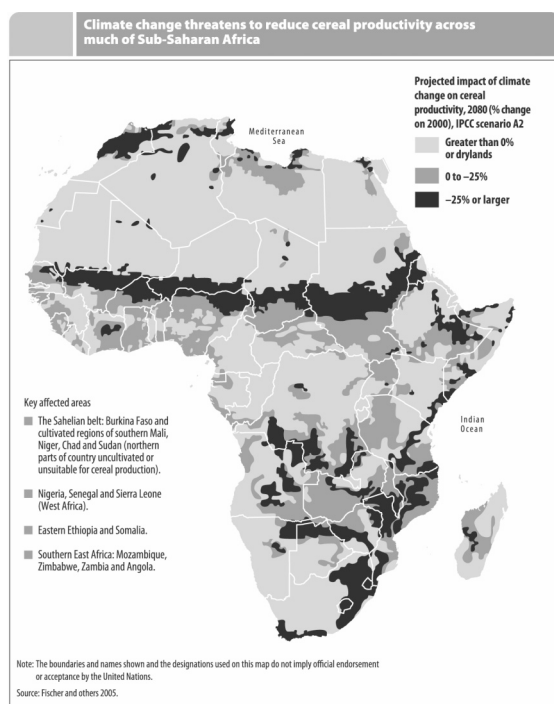 Climate change threatens to reduce cereal productivity across
much of Sub-Saharan Africa
Projected impact of climate
change on cereal
productivity, 2080 (% change
on 2000), IPCC scenario A2
Greater than 0%
or drylands
0 to –25%
–25% or larger
Mediterranean
Sea
Indian
Ocean
Key affected areas
The Sahelian belt: Burkina Faso and
cultivated regions of southern Mali,
Niger, Chad and Sudan (northern
parts of country uncultivated or
unsuitable for cereal production).
Nigeria, Senegal and Sierra Leone
(West Africa).
Eastern Ethiopia and Somalia.
Southern East Africa: Mozambique,
Zimbabwe, Zambia and Angola.
Note: The boundaries and names shown and the designations used on this map do not imply official endorsement
or acceptance by the United Nations.
Source: Fischer and others 2005.